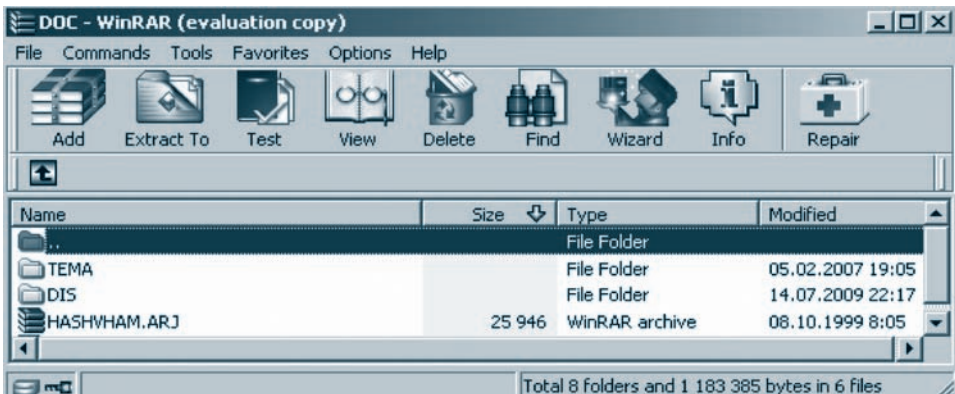 DOC - WinRAR (evaluation copy)
File Commands Tools Favorites Options Help
Add Extract To Test View Delete Find Wizard Info Repair
Name Size Type Modified
.. File Folder
TEMA File Folder 05.02.2007 19:05
DIS File Folder 14.07.2009 22:17
HASHVHAM.ARJ 25 946 WinRAR archive 08.10.1999 8:05
Total 8 folders and 1 183 385 bytes in 6 files